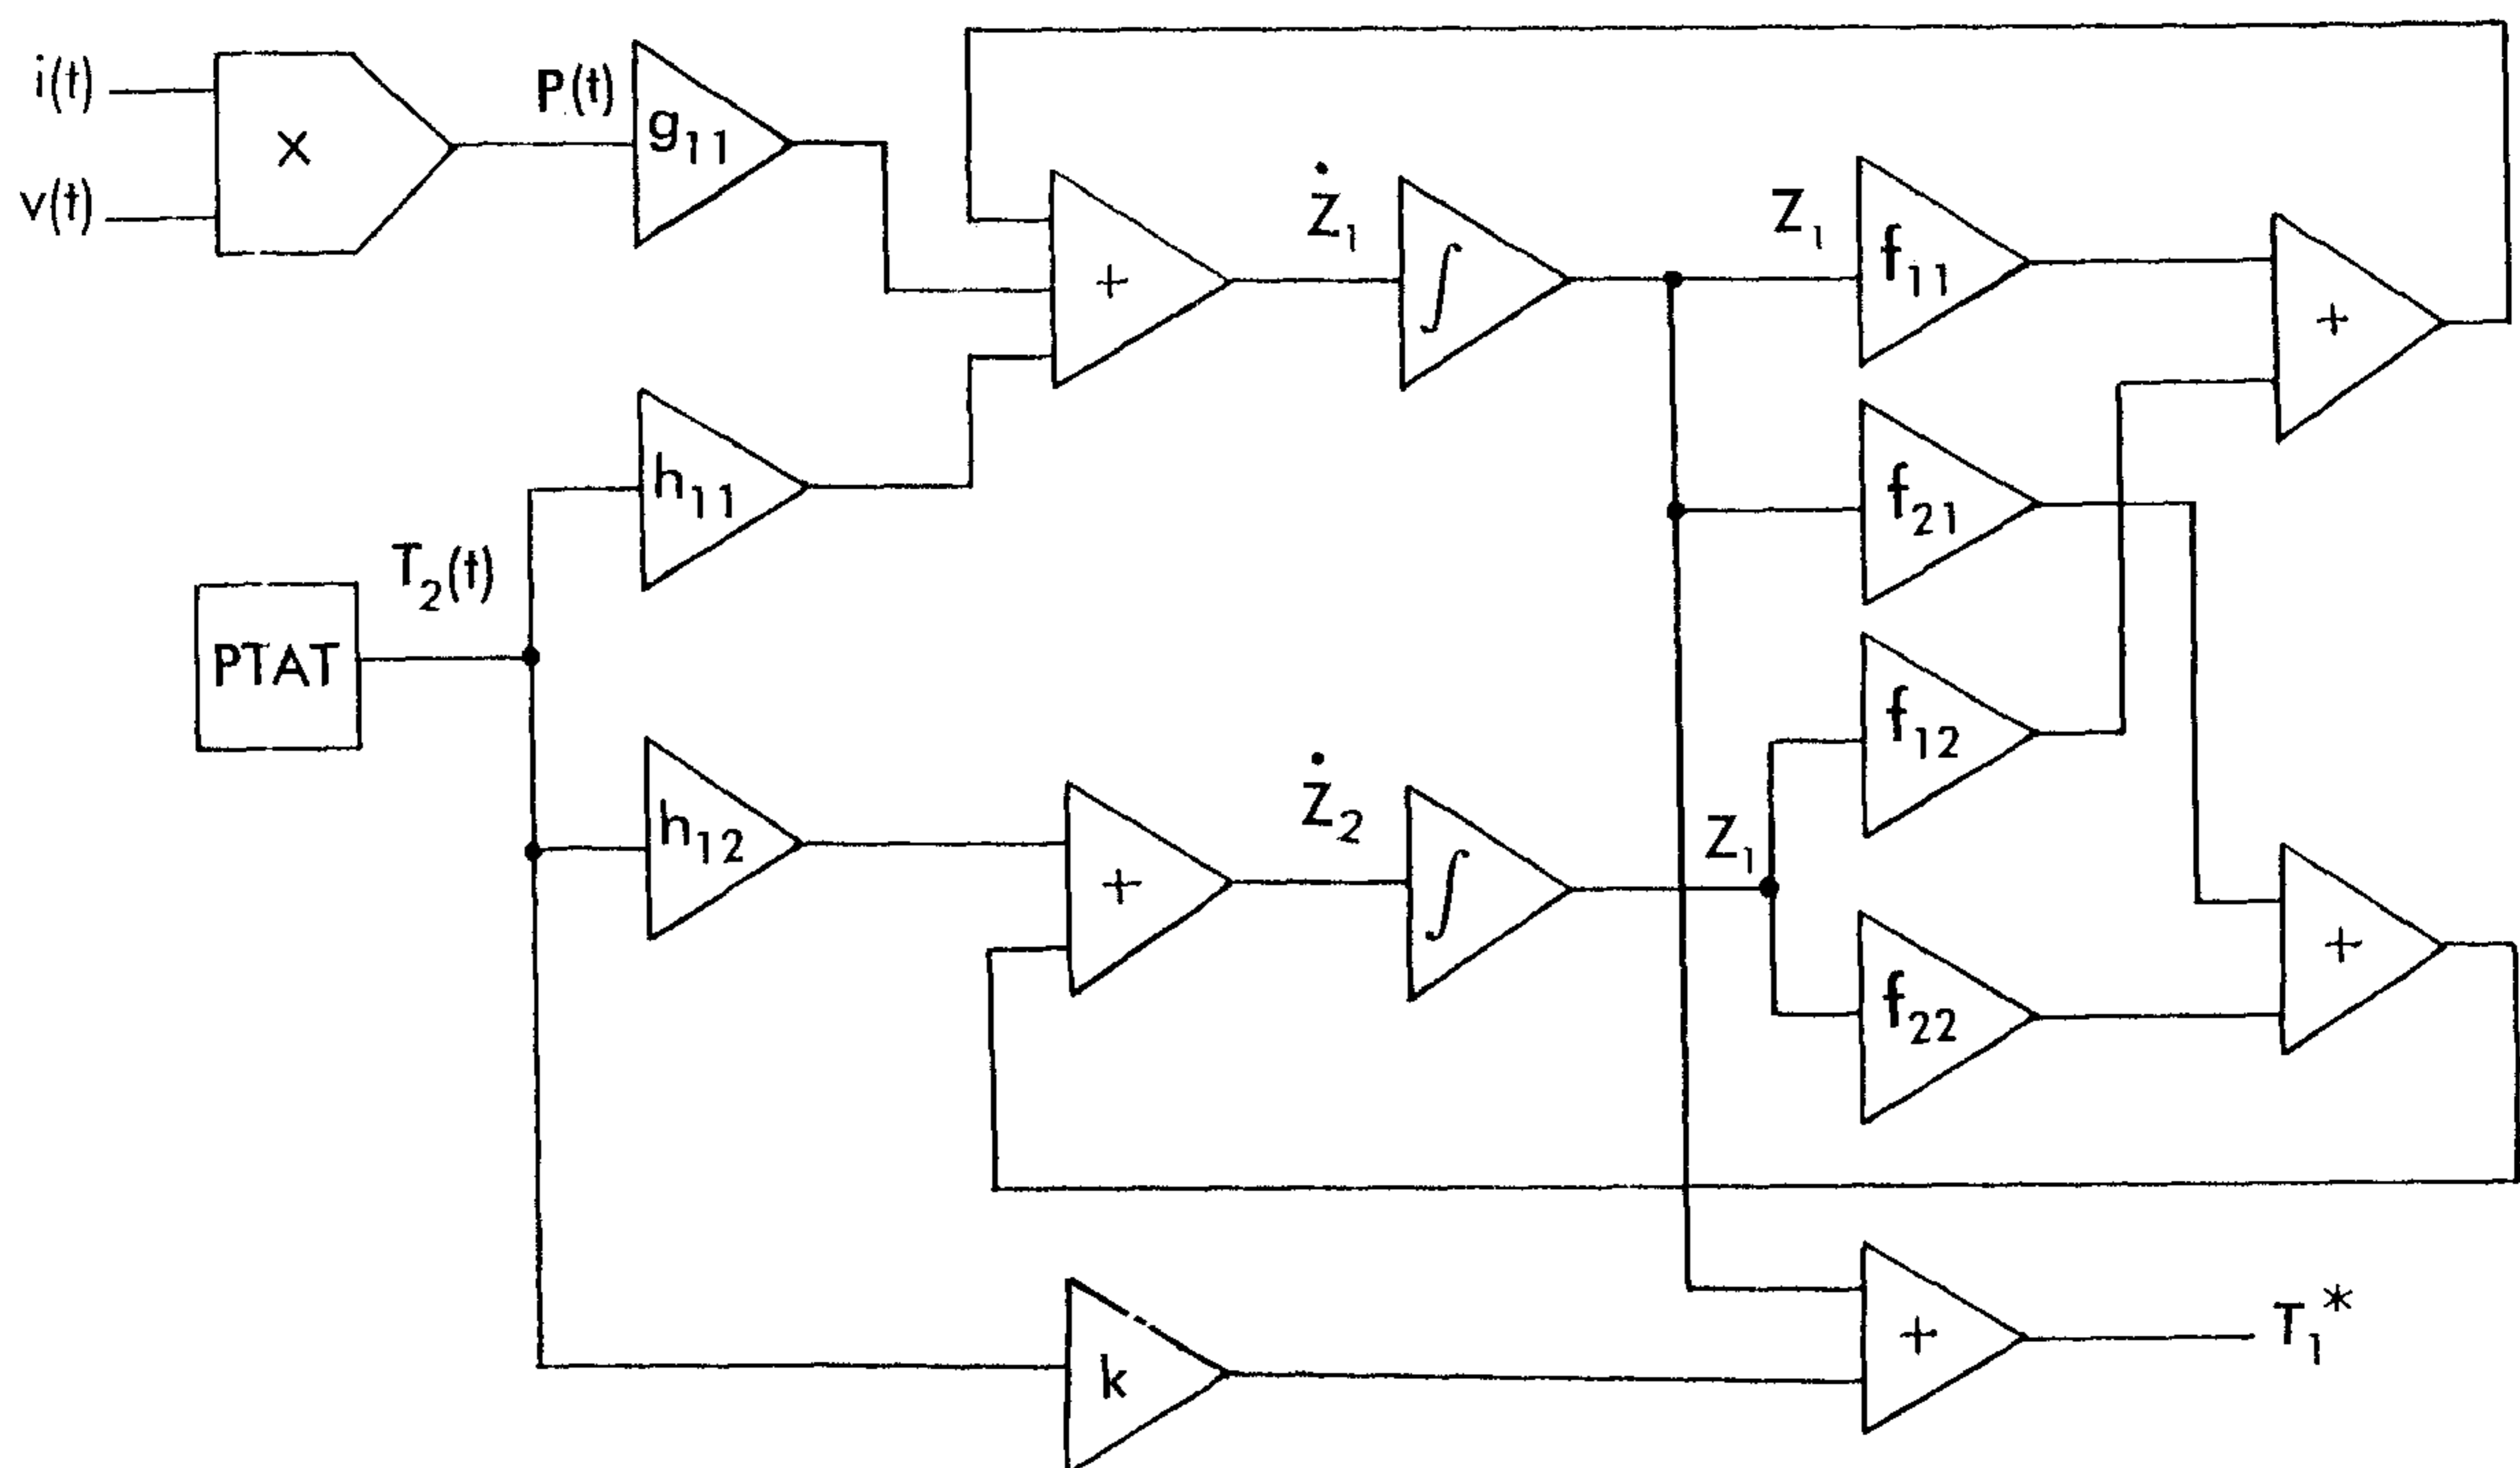 i(t)
v(t)
×
P(t)
g11
+
Ż1
∫
Z1
f11
+
h11
f21
T2(t)
PTAT
f12
h12
+
Ż2
∫
Z1
f22
+
k
+
T1*